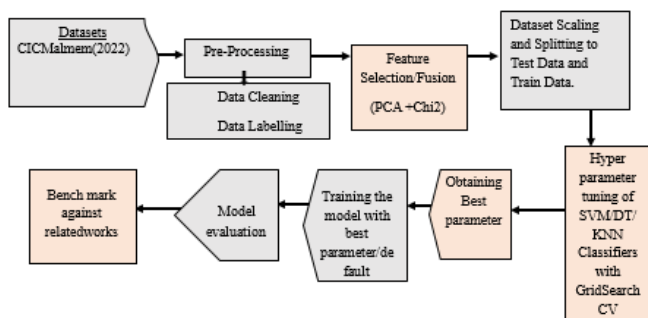 Datasets
CICMalmem(2022)
Pre-Processing
Data Cleaning
Data Labelling
Feature
Selection/Fusion
(PCA +Chi2)
Dataset Scaling
and Splitting to
Test Data and
Train Data.
Hyper
parameter
tuning of
SVM/DT/
KNN
Classifiers
with
GridSearch
CV
Obtaining
Best
parameter
Training the
model with
best
parameter/de
fault
Model
evaluation
Bench mark
against
relatedworks